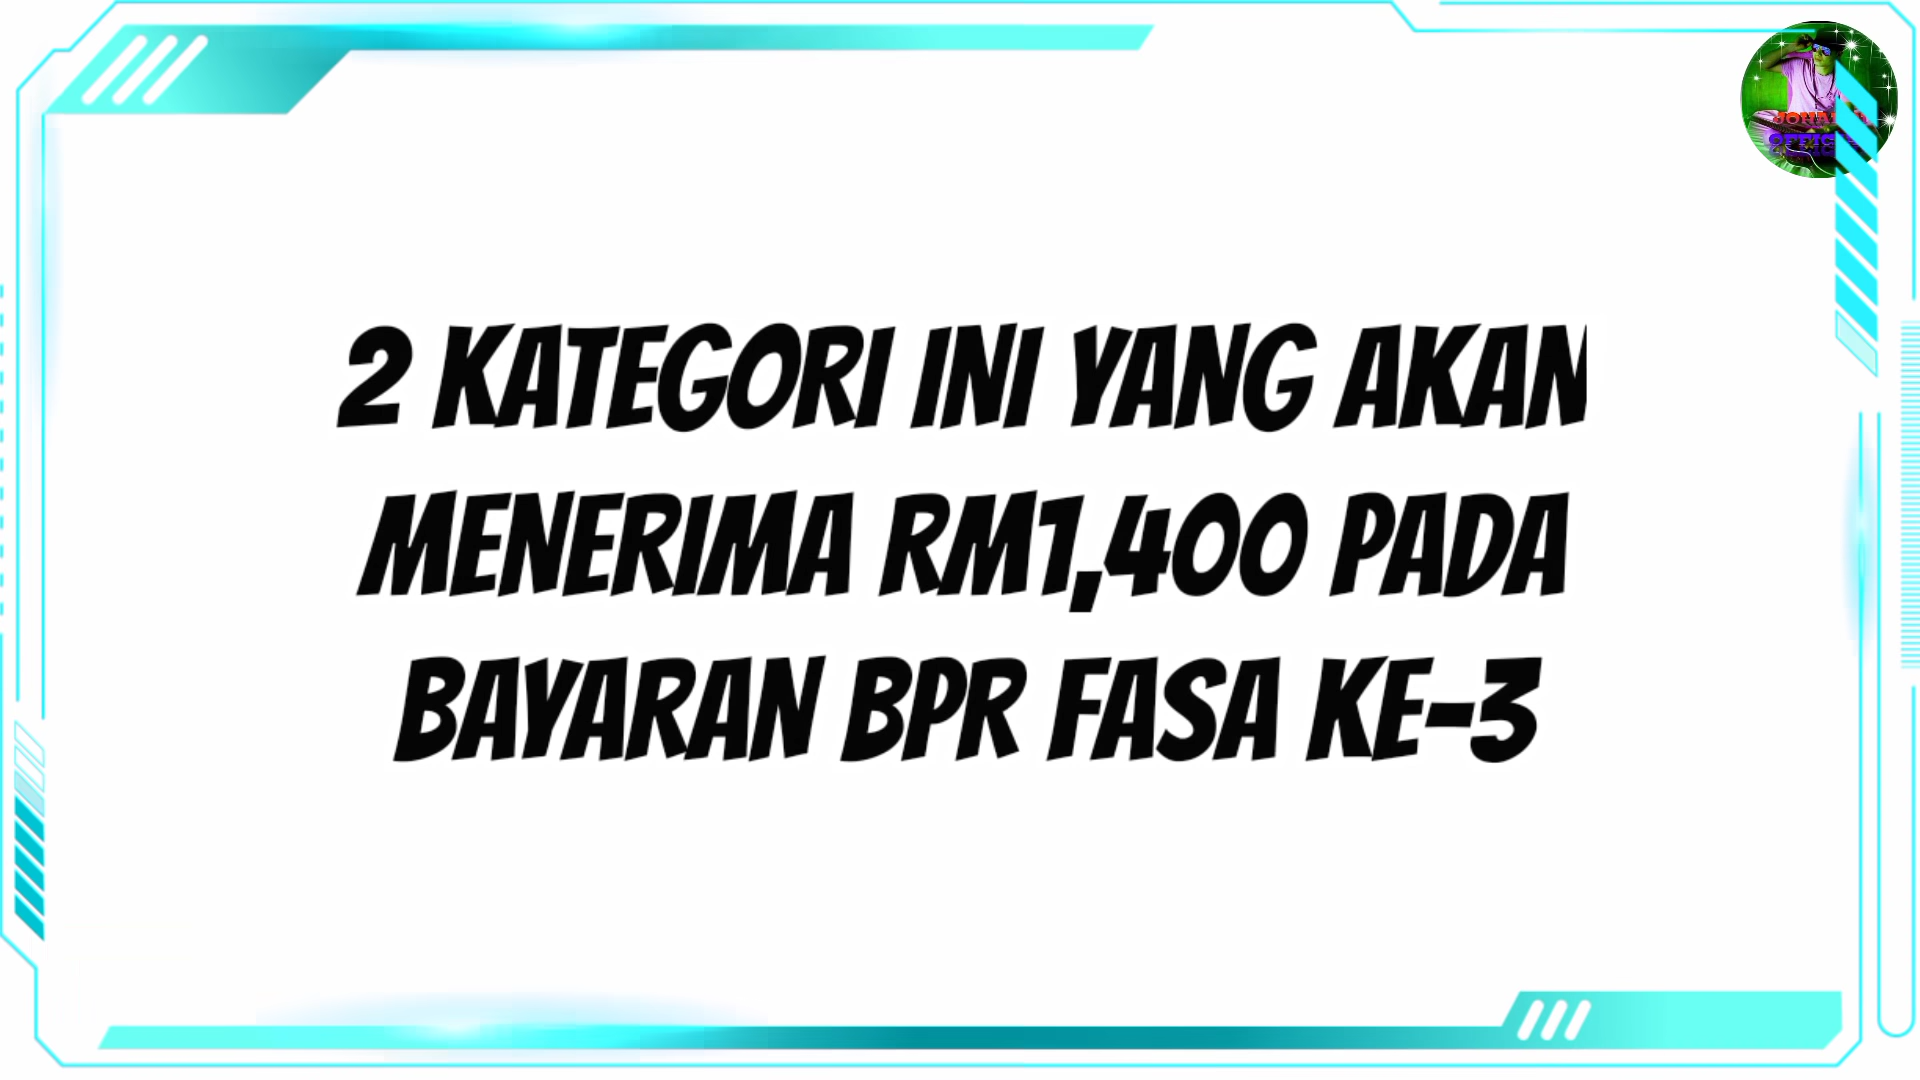 2 KATEGORI INI YANG AKAN
MENERIMA RM1,400 PADA
BAYARAN BPR FASA KE-3